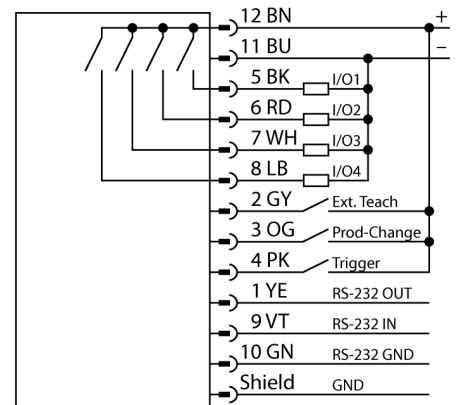 12 BN +
11 BU –
5 BK I/O1
6 RD I/O2
7 WH I/O3
8 LB I/O4
2 GY Ext. Teach
3 OG Prod-Change
4 PK Trigger
1 YE RS-232 OUT
9 VT RS-232 IN
10 GN RS-232 GND
Shield GND